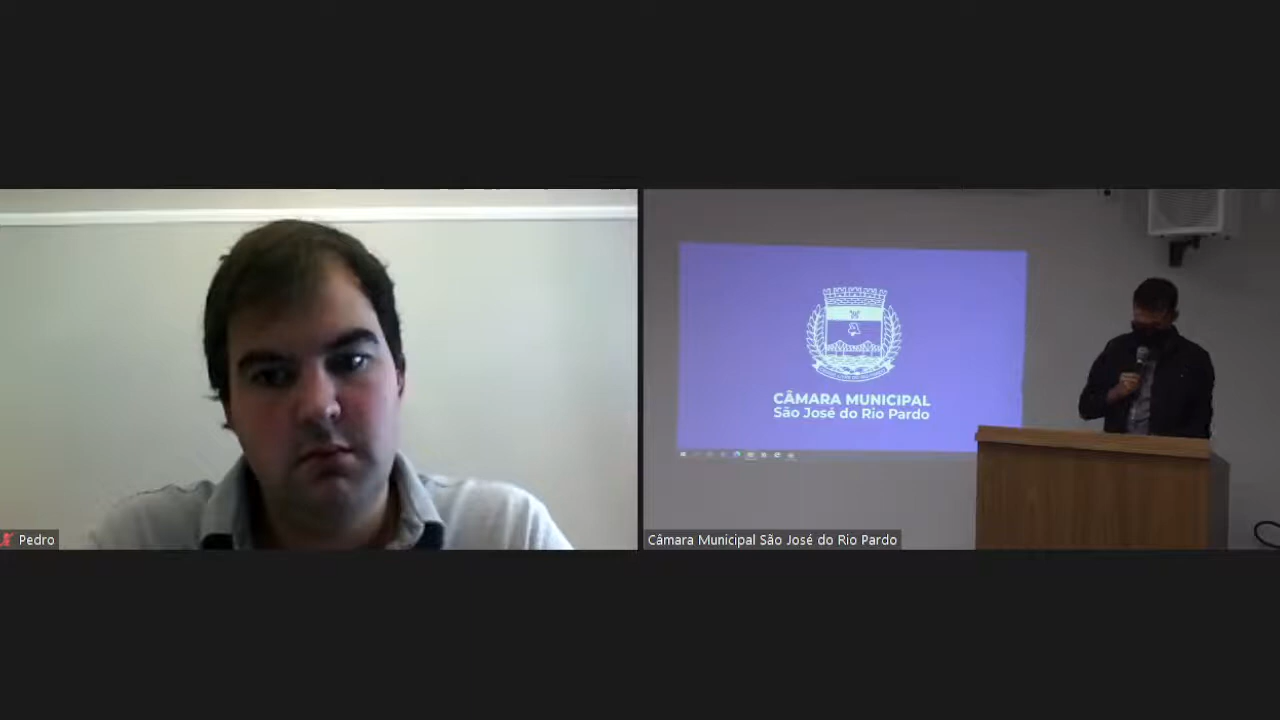 CÂMARA MUNICIPAL
São José do Rio Pardo
Pedro
Câmara Municipal São José do Rio Pardo